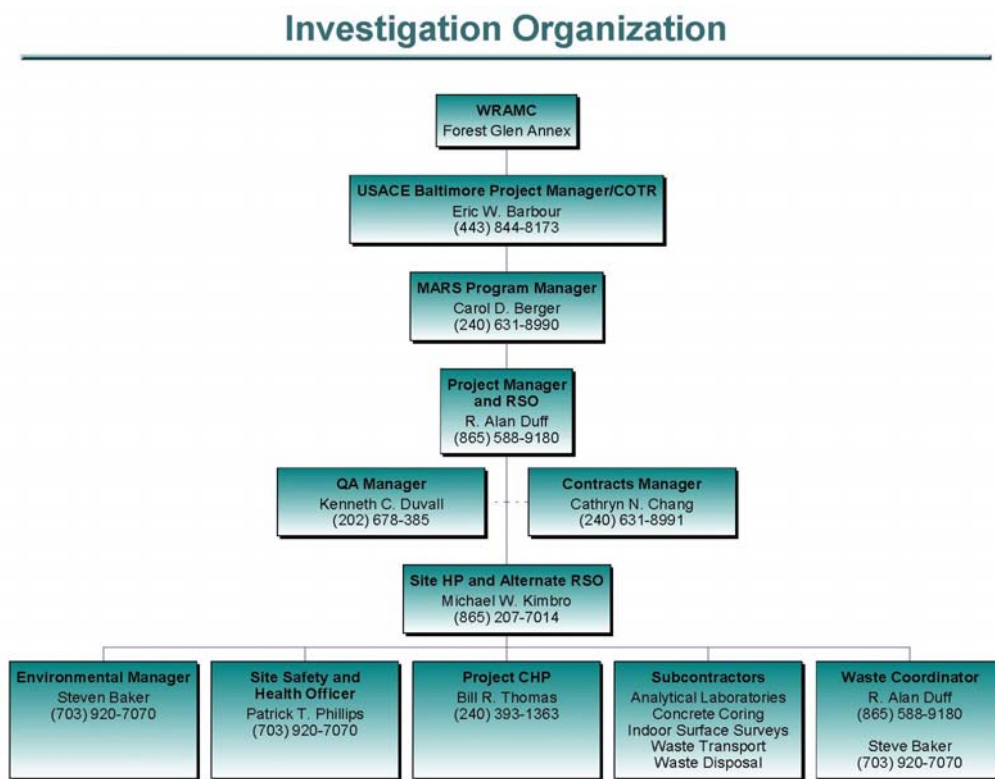 Investigation Organization
WRAMC
Forest Glen Annex
USACE Baltimore Project Manager/COTR
Eric W. Barbour
(443) 844-8173
MARS Program Manager
Carol D. Berger
(240) 631-8990
Project Manager
and RSO
R. Alan Duff
(865) 588-9180
QA Manager
Kenneth C. Duvall
(202) 678-385
Contracts Manager
Cathryn N. Chang
(240) 631-8991
Site HP and Alternate RSO
Michael W. Kimbro
(865) 207-7014
Environmental Manager
Steven Baker
(703) 920-7070
Site Safety and
Health Officer
Patrick T. Phillips
(703) 920-7070
Project CHP
Bill R. Thomas
(240) 393-1363
Subcontractors
Analytical Laboratories
Concrete Coring
Indoor Surface Surveys
Waste Transport
Waste Disposal
Waste Coordinator
R. Alan Duff
(865) 588-9180
Steve Baker
(703) 920-7070